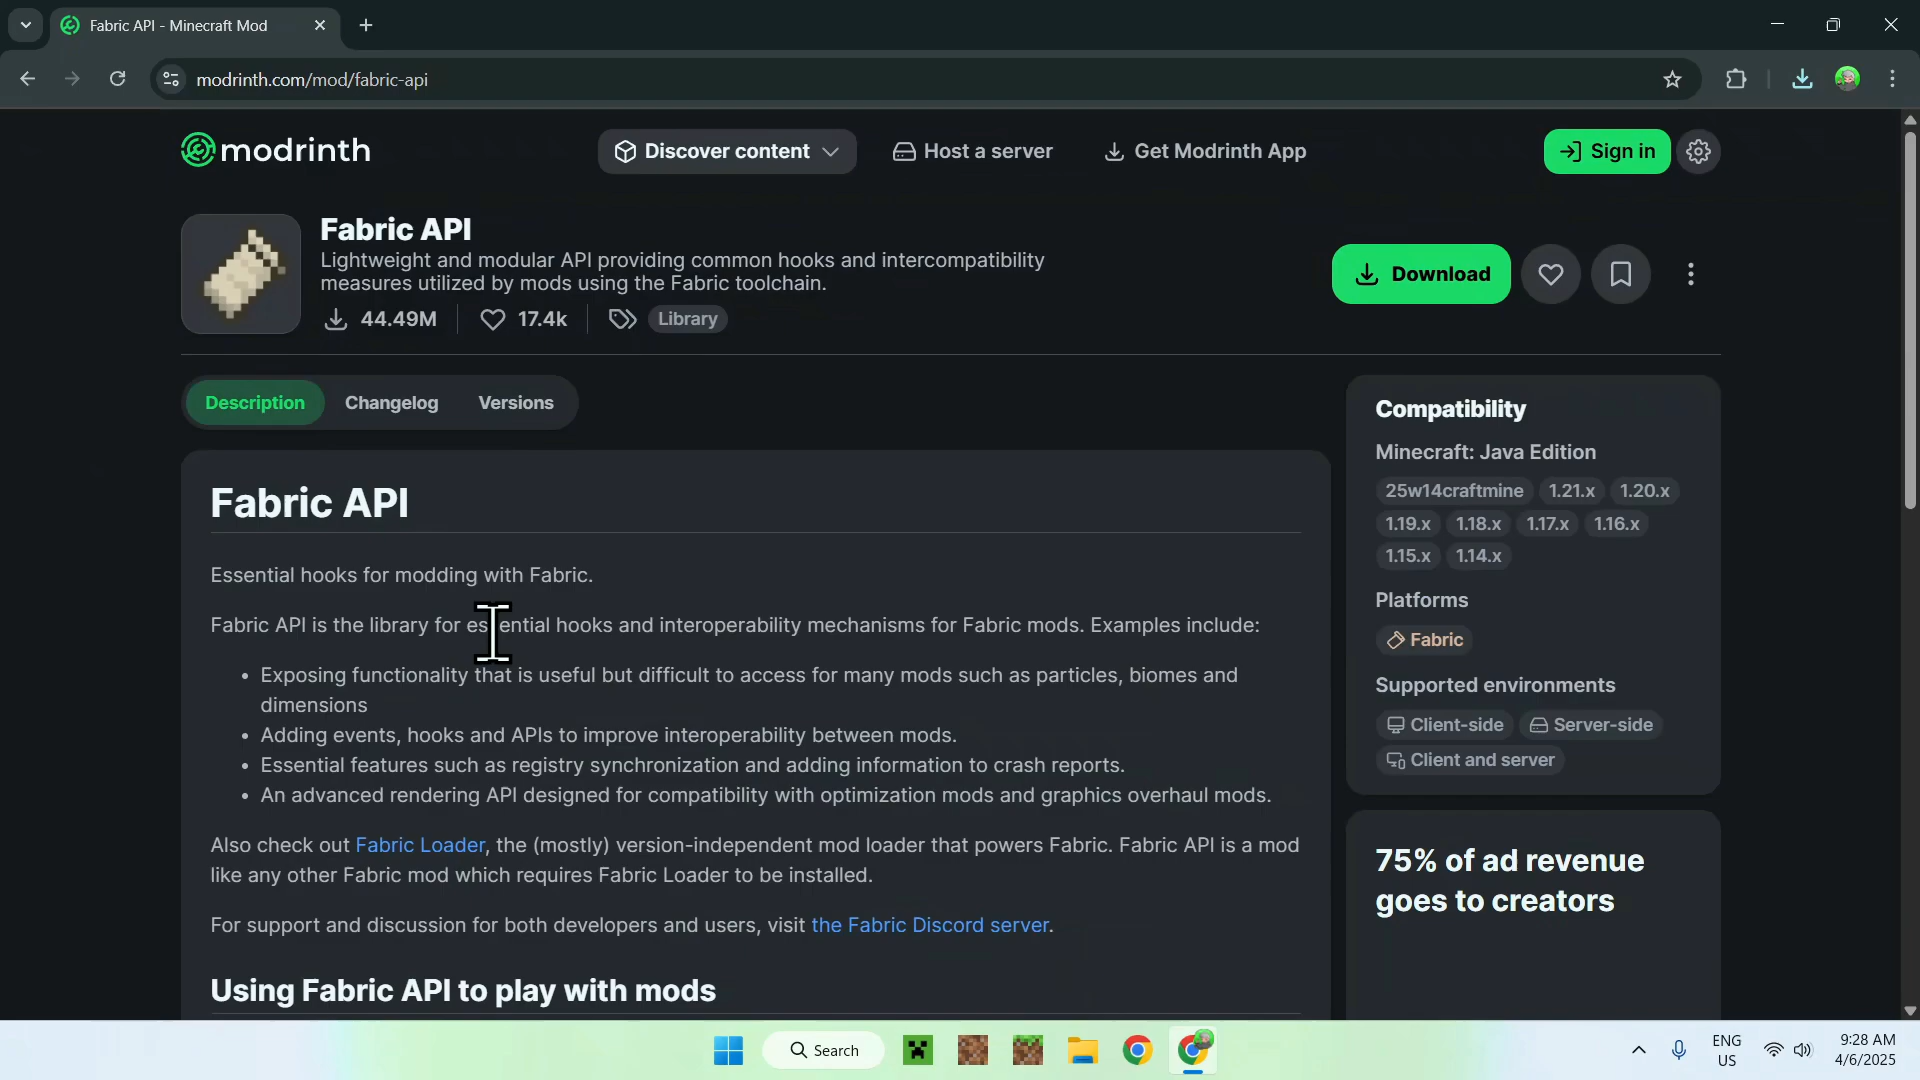 Fabric API - Minecraft Mod
modrinth.com/mod/fabric-api
modrinth
Discover content
Host a server
Get Modrinth App
Sign in
Fabric API
Lightweight and modular API providing common hooks and intercompatibility
measures utilized by mods using the Fabric toolchain.
44.49M
17.4k
Library
Download
Description
Changelog
Versions
Fabric API
Essential hooks for modding with Fabric.
Fabric API is the library for essential hooks and interoperability mechanisms for Fabric mods. Examples include:
• Exposing functionality that is useful but difficult to access for many mods such as particles, biomes and
dimensions
• Adding events, hooks and APIs to improve interoperability between mods.
• Essential features such as registry synchronization and adding information to crash reports.
• An advanced rendering API designed for compatibility with optimization mods and graphics overhaul mods.
Also check out Fabric Loader, the (mostly) version-independent mod loader that powers Fabric. Fabric API is a mod
like any other Fabric mod which requires Fabric Loader to be installed.
For support and discussion for both developers and users, visit the Fabric Discord server.
Using Fabric API to play with mods
Compatibility
Minecraft: Java Edition
25w14craftmine 1.21.x 1.20.x
1.19.x 1.18.x 1.17.x 1.16.x
1.15.x 1.14.x
Platforms
Fabric
Supported environments
Client-side Server-side
Client and server
75% of ad revenue
goes to creators
Search
ENG
US
9:28 AM
4/6/2025